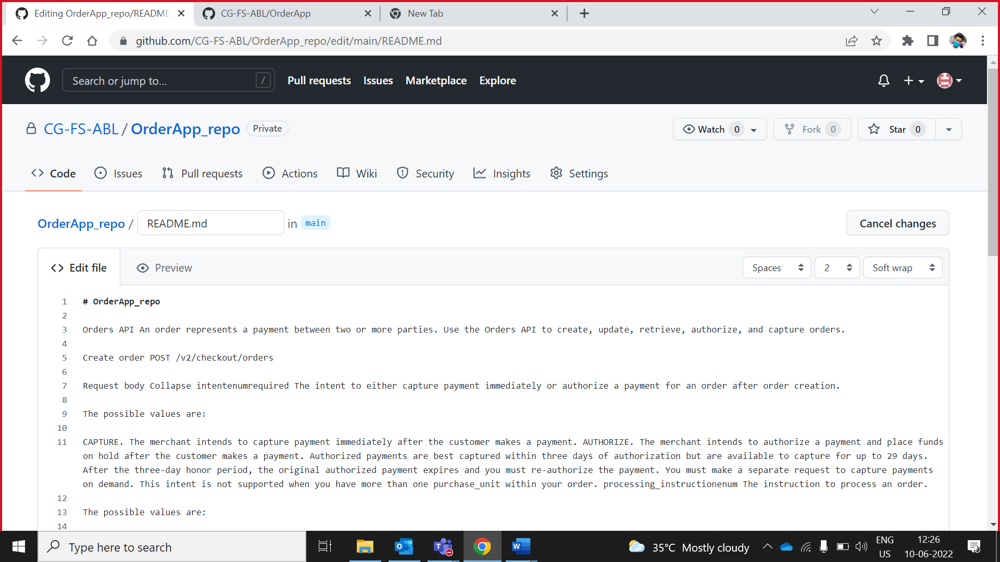 Editing OrderApp_repo/README
CG-FS-ABL/OrderApp
New Tab
github.com/CG-FS-ABL/OrderApp_repo/edit/main/README.md
Search or jump to... /
Pull requests Issues Marketplace Explore
CG-FS-ABL / OrderApp_repo Private
Watch 0 Fork 0 Star 0
Code Issues Pull requests Actions Wiki Security Insights Settings
OrderApp_repo / README.md in main
Cancel changes
Edit file Preview
Spaces 2 Soft wrap
1 # OrderApp_repo
2
3 Orders API An order represents a payment between two or more parties. Use the Orders API to create, update, retrieve, authorize, and capture orders.
4
5 Create order POST /v2/checkout/orders
6
7 Request body Collapse intentenumrequired The intent to either capture payment immediately or authorize a payment for an order after order creation.
8
9 The possible values are:
10
11 CAPTURE. The merchant intends to capture payment immediately after the customer makes a payment. AUTHORIZE. The merchant intends to authorize a payment and place funds
on hold after the customer makes a payment. Authorized payments are best captured within three days of authorization but are available to capture for up to 29 days.
After the three-day honor period, the original authorized payment expires and you must re-authorize the payment. You must make a separate request to capture payments
on demand. This intent is not supported when you have more than one purchase_unit within your order. processing_instructionenum The instruction to process an order.
12
13 The possible values are:
14
Type here to search
35°C Mostly cloudy
ENG
US
12:26
10-06-2022